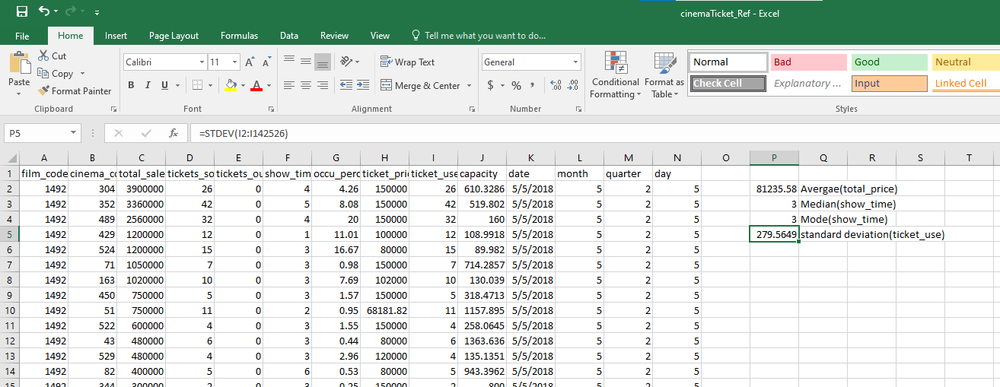 cinemaTicket_Ref - Excel
File Home Insert Page Layout Formulas Data Review View Tell me what you want to do...
Paste Cut Copy Format Painter Clipboard
Calibri 11 A A B I U A Font
Wrap Text Merge & Center Alignment
General $ % , .0 .00 .00 .0 Number
Conditional Formatting Format as Table
Normal Bad Good Neutral
Check Cell Explanatory ... Input Linked Cell
Styles
P5 fx =STDEV(I2:I142526)
A B C D E F G H I J K L M N O P Q R S T
1 film_code cinema_co total_sale tickets_so tickets_ou show_tim occu_perc ticket_pri ticket_use capacity date month quarter day
2 1492 304 3900000 26 0 4 4.26 150000 26 610.3286 5/5/2018 5 2 5 81235.58 Avergae(total_price)
3 1492 352 3360000 42 0 5 8.08 150000 42 519.802 5/5/2018 5 2 5 3 Median(show_time)
4 1492 489 2560000 32 0 4 20 150000 32 160 5/5/2018 5 2 5 3 Mode(show_time)
5 1492 429 1200000 12 0 1 11.01 100000 12 108.9918 5/5/2018 5 2 5 279.5649 standard deviation(ticket_use)
6 1492 524 1200000 15 0 3 16.67 80000 15 89.982 5/5/2018 5 2 5
7 1492 71 1050000 7 0 3 0.98 150000 7 714.2857 5/5/2018 5 2 5
8 1492 163 1020000 10 0 3 7.69 102000 10 130.039 5/5/2018 5 2 5
9 1492 450 750000 5 0 3 1.57 150000 5 318.4713 5/5/2018 5 2 5
10 1492 51 750000 11 0 2 0.95 68181.82 11 1157.895 5/5/2018 5 2 5
11 1492 522 600000 4 0 3 1.55 150000 4 258.0645 5/5/2018 5 2 5
12 1492 43 480000 6 0 3 0.44 80000 6 1363.636 5/5/2018 5 2 5
13 1492 529 480000 4 0 3 2.96 120000 4 135.1351 5/5/2018 5 2 5
14 1492 82 400000 5 0 6 0.53 80000 5 943.3962 5/5/2018 5 2 5
15 1492 344 300000 2 0 3 0.25 150000 2 800 5/5/2018 5 2 5